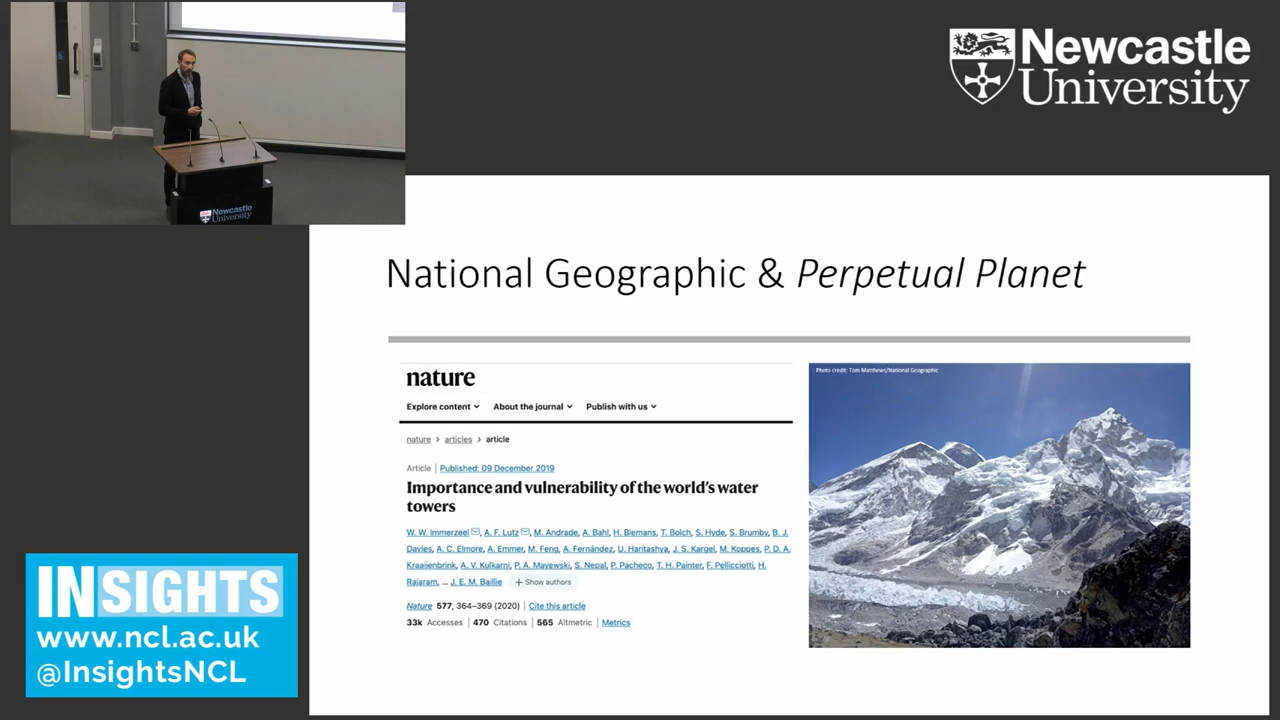 Newcastle
University
Newcastle
University
National Geographic & Perpetual Planet
nature
Explore content About the journal Publish with us
nature > articles > article
Article | Published: 09 December 2019
Importance and vulnerability of the world's water
towers
W. W. Immerzeel, A. F. Lutz, M. Andrade, A. Bahl, H. Biemans, T. Bolch, S. Hyde, S. Brumby, B. J.
Davies, A. C. Elmore, A. Emmer, M. Feng, A. Fernández, U. Haritashya, J. S. Kargel, M. Koppes, P. D. A.
Kraaijenbrink, A. V. Kulkarni, P. A. Mayewski, S. Nepal, P. Pacheco, T. H. Painter, F. Pellicciotti, H.
Rajaram, ... J. E. M. Baillie + Show authors
Nature 577, 364–369 (2020) | Cite this article
33k Accesses | 470 Citations | 565 Altmetric | Metrics
Photo credit: Tom Matthews/National Geographic
INSIGHTS
www.ncl.ac.uk
@InsightsNCL